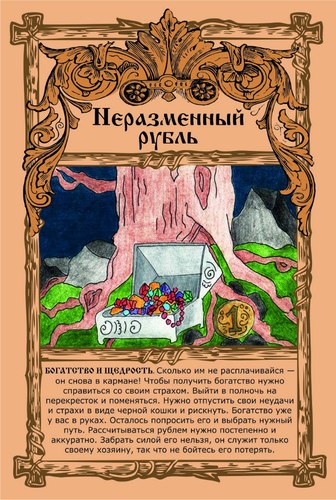 Неразменный
рубль
1
Богатство и щедрость. Сколько им не расплачивайся —
он снова в кармане! Чтобы получить богатство нужно
справиться со своим страхом. Выйти в полночь на
перекресток и поменяться. Нужно отпустить свои неудачи
и страхи в виде черной кошки и рискнуть. Богатство уже
у вас в руках. Осталось попросить его и выбрать нужный
путь. Рассчитываться рублем нужно постепенно и
аккуратно. Забрать силой его нельзя, он служит только
своему хозяину, так что не бойтесь его потерять.